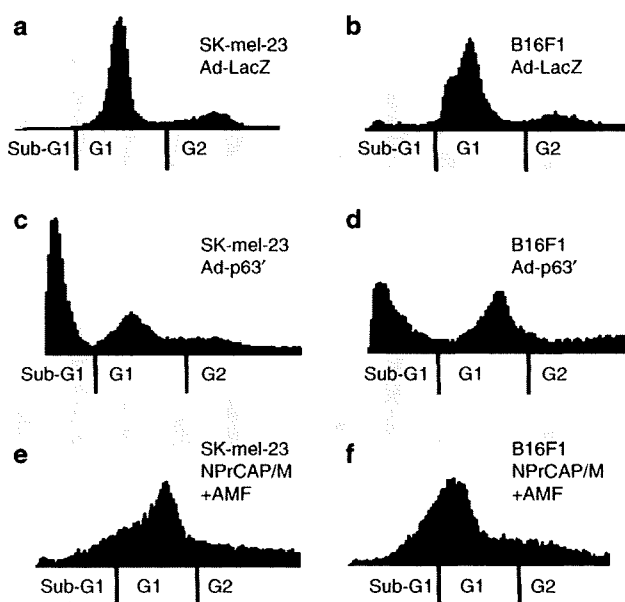 a
SK-mel-23
Ad-LacZ
Sub-G1 G1 G2
b
B16F1
Ad-LacZ
Sub-G1 G1 G2
c
SK-mel-23
Ad-p63′
Sub-G1 G1 G2
d
B16F1
Ad-p63′
Sub-G1 G1 G2
e
SK-mel-23
NPrCAP/M
+AMF
Sub-G1 G1 G2
f
B16F1
NPrCAP/M
+AMF
Sub-G1 G1 G2